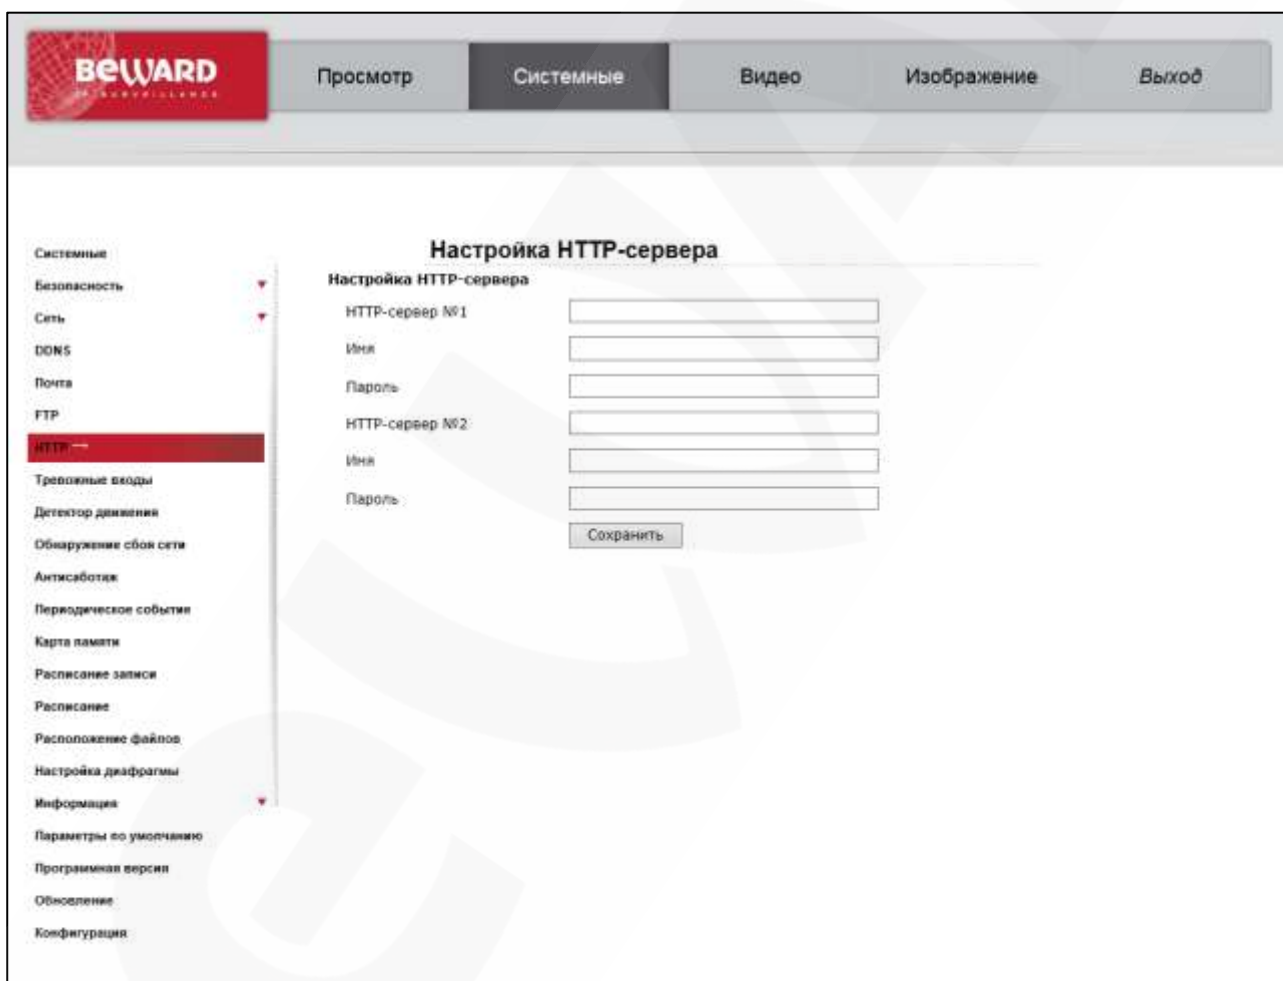 BEWARD
Просмотр
Системные
Видео
Изображение
Выход
Настройка HTTP-сервера
Системные
Безопасность
Сеть
DDNS
Почта
FTP
HTTP
Тревожные входы
Детектор движения
Обнаружение сбоя сети
Антисаботаж
Периодическое событие
Карта памяти
Расписание записи
Расписание
Расположение файлов
Настройка диафрагмы
Информация
Параметры по умолчанию
Программная версия
Обновление
Конфигурация
Настройка HTTP-сервера
HTTP-сервер №1
Имя
Пароль
HTTP-сервер №2
Имя
Пароль
Сохранить